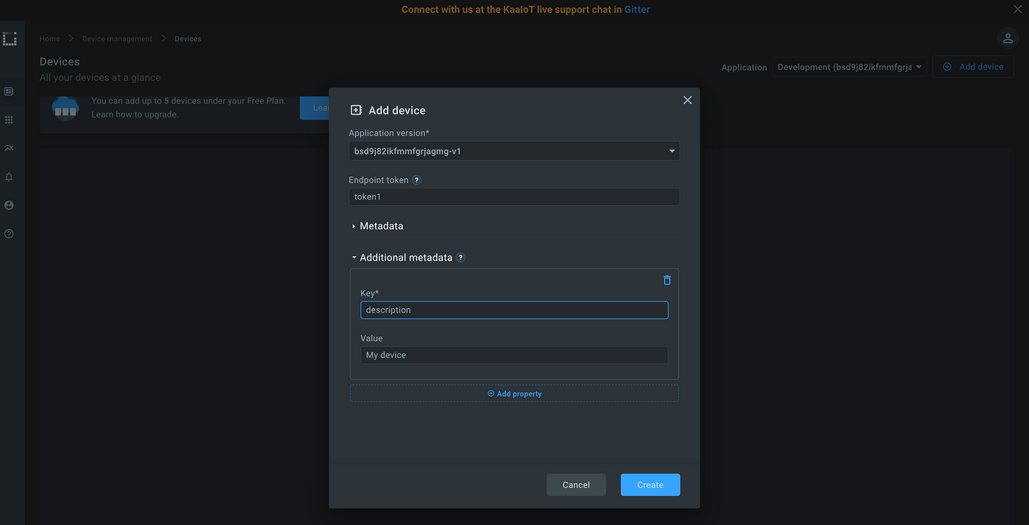 Connect with us at the KaaIoT live support chat in Gitter
Home
Device management
Devices
Devices
All your devices at a glance
Application
Development (bsd9j82ikfmmfgrja
Add device
You can add up to 5 devices under your Free Plan.
Learn how to upgrade.
Lea
Add device
Application version*
bsd9j82ikfmmfgrjagmg-v1
Endpoint token ?
token1
Metadata
Additional metadata ?
Key*
description
Value
My device
Add property
Cancel
Create